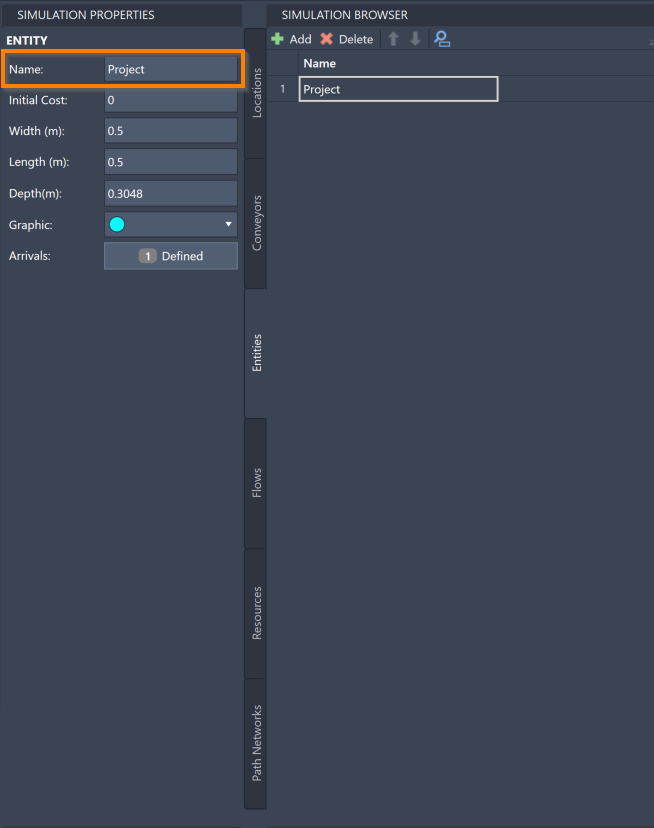 SIMULATION PROPERTIES
ENTITY
Name: Project
Initial Cost: 0
Width (m): 0.5
Length (m): 0.5
Depth(m): 0.3048
Graphic:
Arrivals: 1 Defined
Locations
Conveyors
Entities
Flows
Resources
Path Networks
SIMULATION BROWSER
Add Delete
Name
1 Project